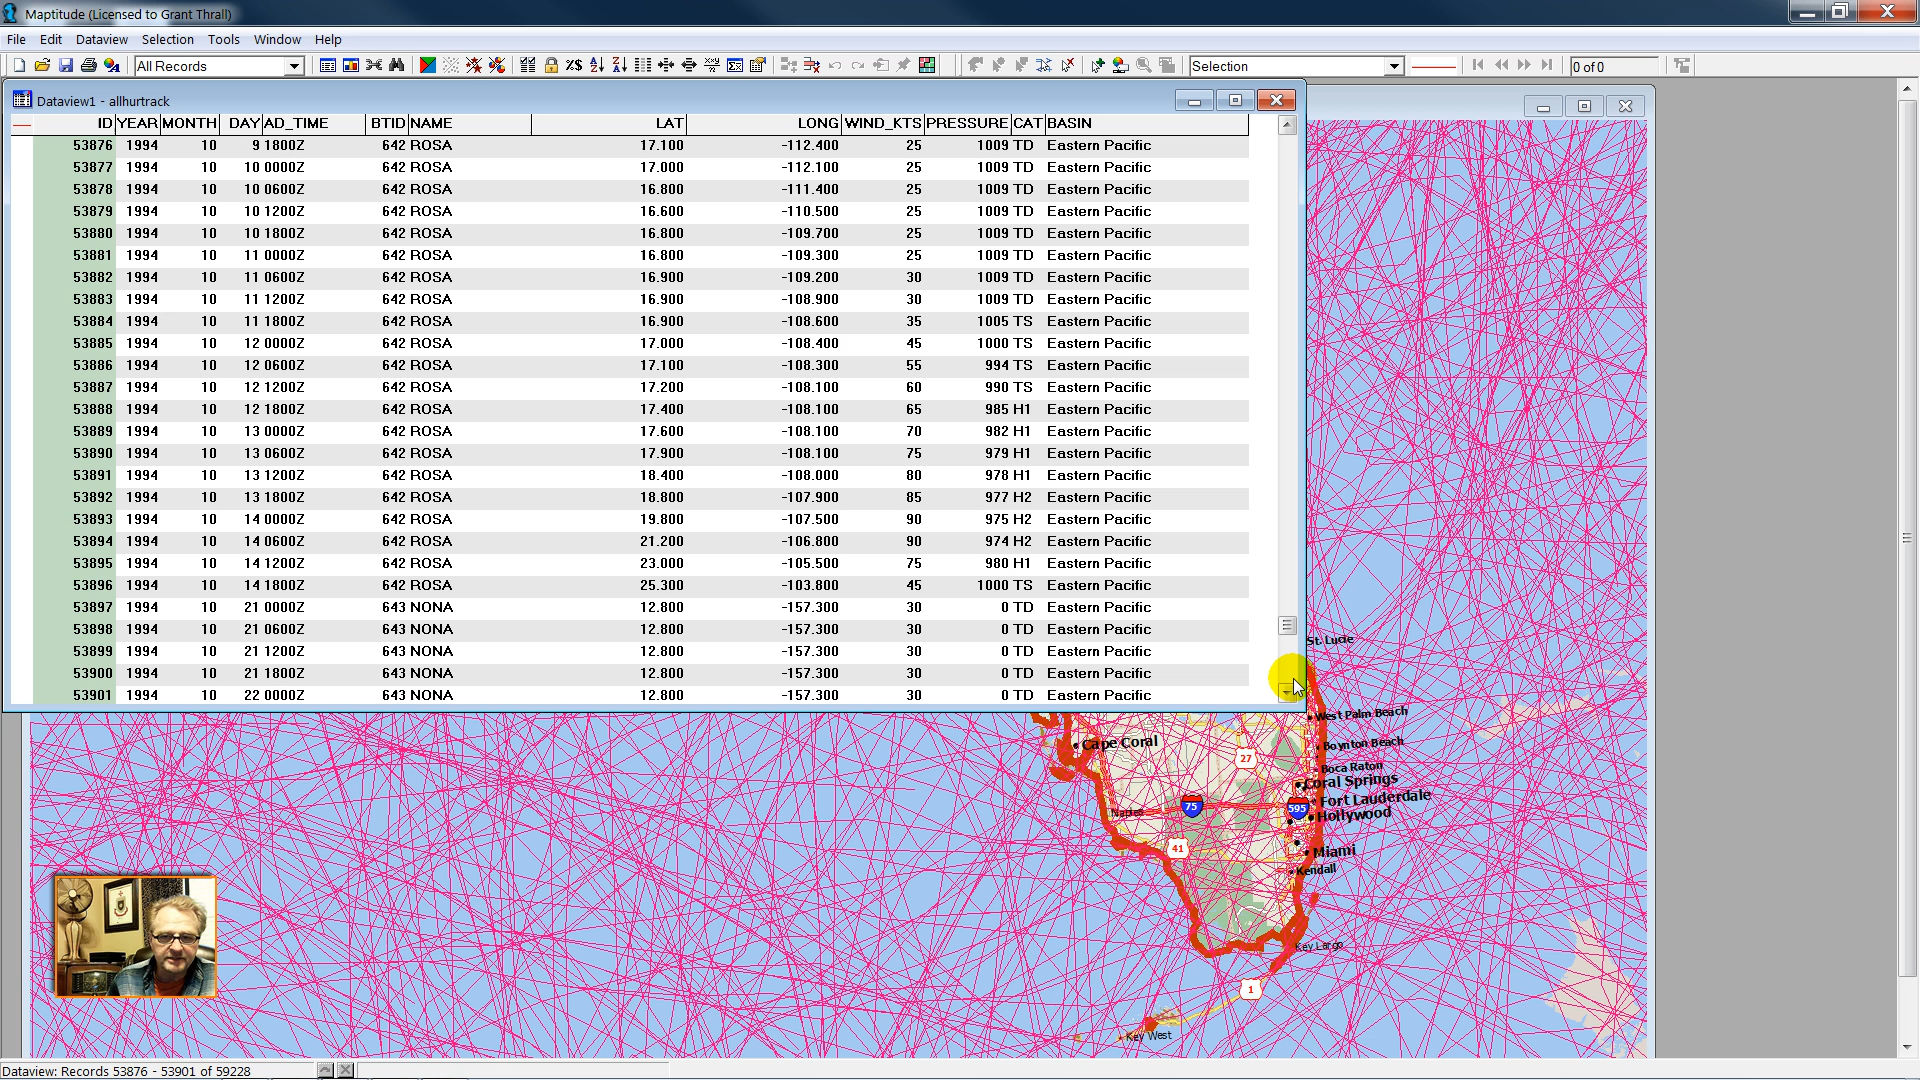 Maptitude (Licensed to Grant Thrall)
File Edit Dataview Selection Tools Window Help
All Records Selection 0 of 0
Dataview1 - allhurtrack
ID YEAR MONTH DAY AD_TIME BTID NAME LAT LONG WIND_KTS PRESSURE CAT BASIN
53876 1994 10 9 1800Z 642 ROSA 17.100 -112.400 25 1009 TD Eastern Pacific
53877 1994 10 10 0000Z 642 ROSA 17.000 -112.100 25 1009 TD Eastern Pacific
53878 1994 10 10 0600Z 642 ROSA 16.800 -111.400 25 1009 TD Eastern Pacific
53879 1994 10 10 1200Z 642 ROSA 16.600 -110.500 25 1009 TD Eastern Pacific
53880 1994 10 10 1800Z 642 ROSA 16.800 -109.700 25 1009 TD Eastern Pacific
53881 1994 10 11 0000Z 642 ROSA 16.800 -109.300 25 1009 TD Eastern Pacific
53882 1994 10 11 0600Z 642 ROSA 16.900 -109.200 30 1009 TD Eastern Pacific
53883 1994 10 11 1200Z 642 ROSA 16.900 -108.900 30 1009 TD Eastern Pacific
53884 1994 10 11 1800Z 642 ROSA 16.900 -108.600 35 1005 TS Eastern Pacific
53885 1994 10 12 0000Z 642 ROSA 17.000 -108.400 45 1000 TS Eastern Pacific
53886 1994 10 12 0600Z 642 ROSA 17.100 -108.300 55 994 TS Eastern Pacific
53887 1994 10 12 1200Z 642 ROSA 17.200 -108.100 60 990 TS Eastern Pacific
53888 1994 10 12 1800Z 642 ROSA 17.400 -108.100 65 985 H1 Eastern Pacific
53889 1994 10 13 0000Z 642 ROSA 17.600 -108.100 70 982 H1 Eastern Pacific
53890 1994 10 13 0600Z 642 ROSA 17.900 -108.100 75 979 H1 Eastern Pacific
53891 1994 10 13 1200Z 642 ROSA 18.400 -108.000 80 978 H1 Eastern Pacific
53892 1994 10 13 1800Z 642 ROSA 18.800 -107.900 85 977 H2 Eastern Pacific
53893 1994 10 14 0000Z 642 ROSA 19.800 -107.500 90 975 H2 Eastern Pacific
53894 1994 10 14 0600Z 642 ROSA 21.200 -106.800 90 974 H2 Eastern Pacific
53895 1994 10 14 1200Z 642 ROSA 23.000 -105.500 75 980 H1 Eastern Pacific
53896 1994 10 14 1800Z 642 ROSA 25.300 -103.800 45 1000 TS Eastern Pacific
53897 1994 10 21 0000Z 643 NONA 12.800 -157.300 30 0 TD Eastern Pacific
53898 1994 10 21 0600Z 643 NONA 12.800 -157.300 30 0 TD Eastern Pacific
53899 1994 10 21 1200Z 643 NONA 12.800 -157.300 30 0 TD Eastern Pacific
53900 1994 10 21 1800Z 643 NONA 12.800 -157.300 30 0 TD Eastern Pacific
53901 1994 10 22 0000Z 643 NONA 12.800 -157.300 30 0 TD Eastern Pacific
St. Lucie
West Palm Beach
Cape Coral
Boynton Beach
27
Boca Raton
Coral Springs
Fort Lauderdale
75
595
Hollywood
Naples
41
Miami
Kendall
Key Largo
1
Key West
Dataview: Records 53876 - 53901 of 59228